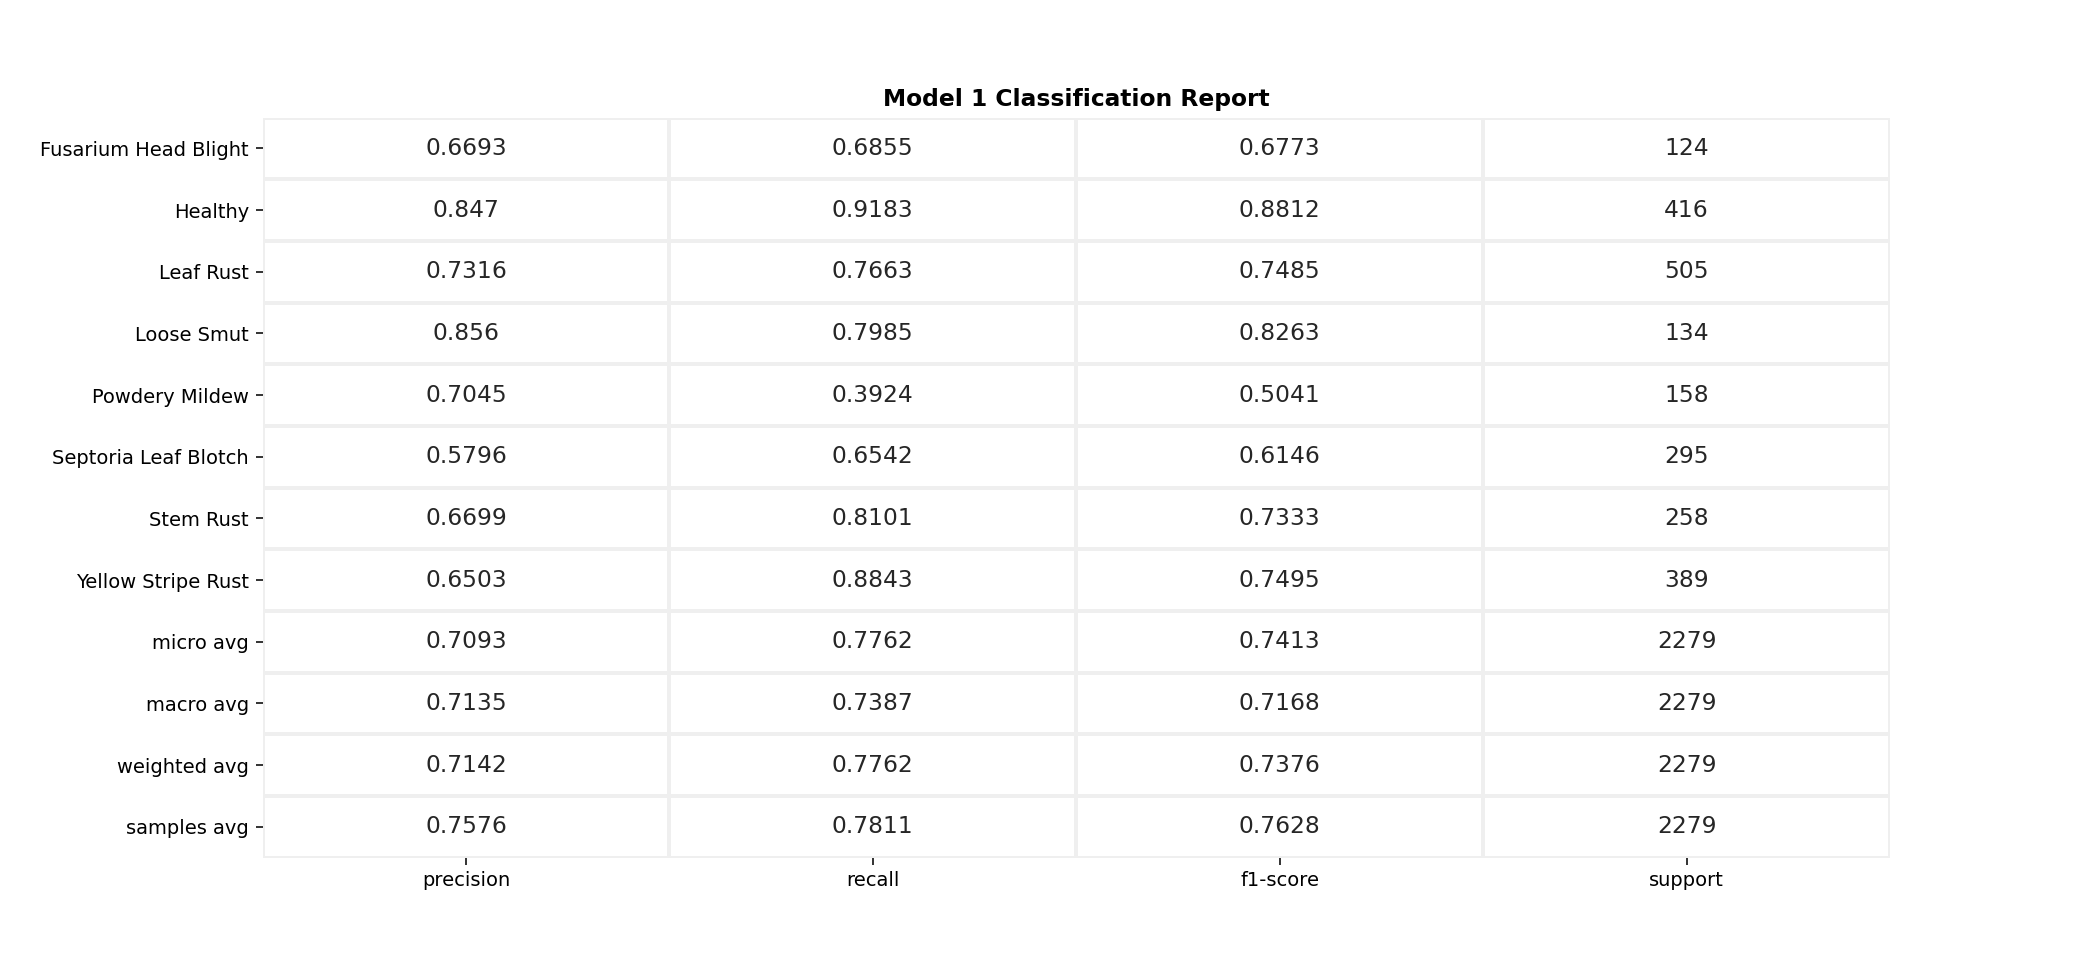 Model 1 Classification Report
Fusarium Head Blight 0.6693 0.6855 0.6773 124
Healthy 0.847 0.9183 0.8812 416
Leaf Rust 0.7316 0.7663 0.7485 505
Loose Smut 0.856 0.7985 0.8263 134
Powdery Mildew 0.7045 0.3924 0.5041 158
Septoria Leaf Blotch 0.5796 0.6542 0.6146 295
Stem Rust 0.6699 0.8101 0.7333 258
Yellow Stripe Rust 0.6503 0.8843 0.7495 389
micro avg 0.7093 0.7762 0.7413 2279
macro avg 0.7135 0.7387 0.7168 2279
weighted avg 0.7142 0.7762 0.7376 2279
samples avg 0.7576 0.7811 0.7628 2279
precision recall f1-score support